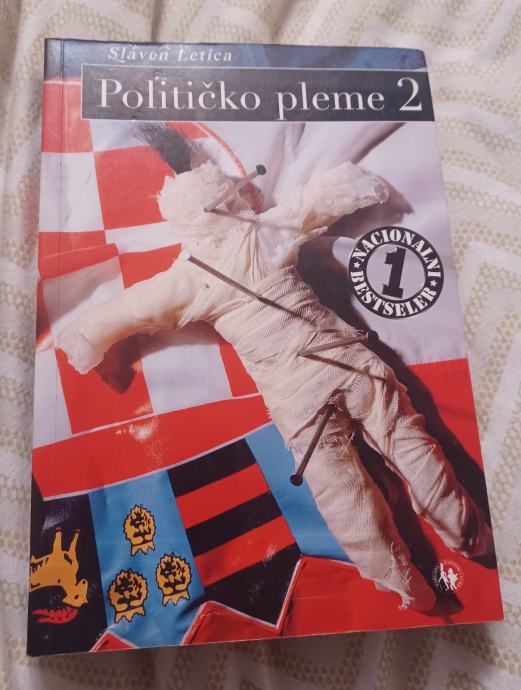 Slaven Letica
Političko pleme 2
NACIONALNI
1
BESTSELER